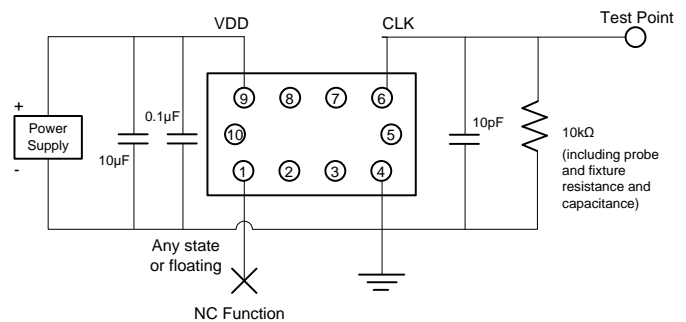 VDD
CLK
Test Point
+
Power
Supply
-
10µF
0.1µF
9
8
7
6
10
5
1
2
3
4
10pF
10kΩ
(including probe
and fixture
resistance and
capacitance)
Any state
or floating
NC Function